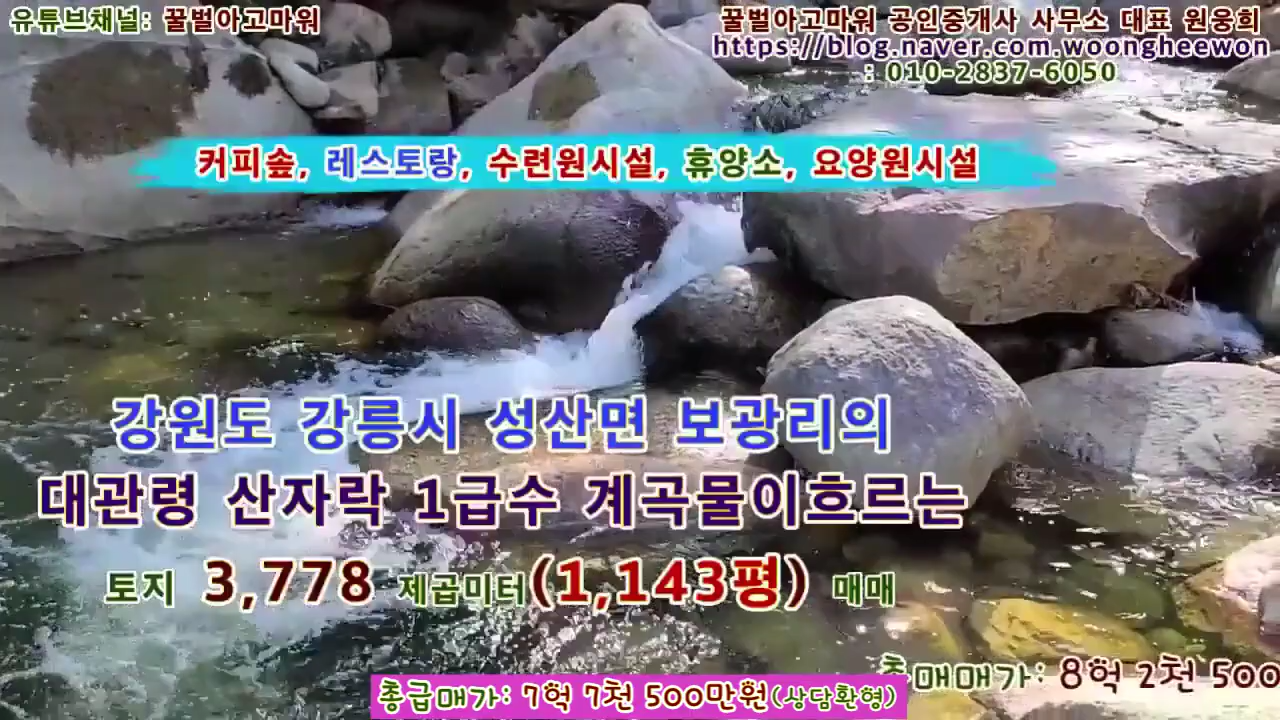 유튜브채널: 꿀벌아고마워
꿀벌아고마워 공인중개사 사무소 대표 원웅희
https://blog.naver.com.woongheewon
: 010-2837-6050
커피숖, 레스토랑, 수련원시설, 휴양소, 요양원시설
강원도 강릉시 성산면 보광리의
대관령 산자락 1급수 계곡물이흐르는
토지 3,778 제곱미터(1,143평) 매매
총매매가: 8억 2천 500
총급매가: 7억 7천 500만원(상담환형)